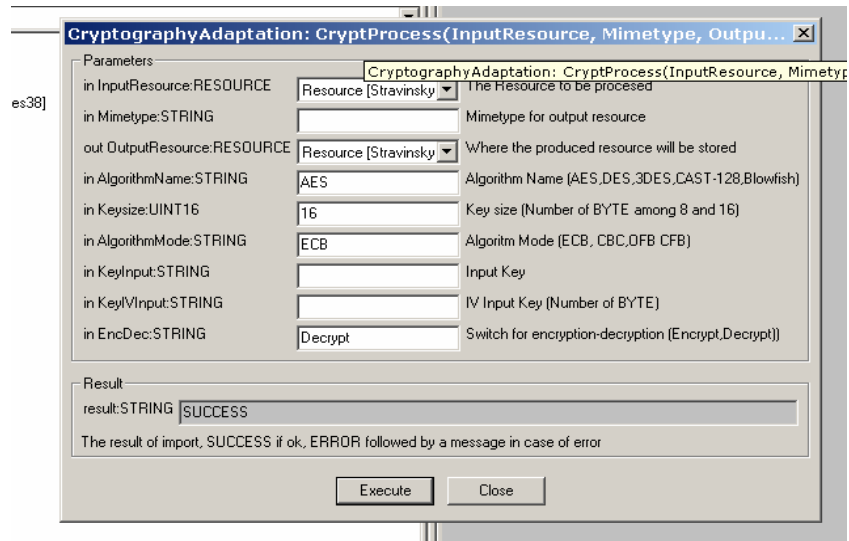 CryptographyAdaptation: CryptProcess(InputResource, Mimetype, Outpu...
Parameters
CryptographyAdaptation: CryptProcess(InputResource, Mimetyp
in InputResource:RESOURCE Resource [Stravinsky The Resource to be procesed
es38]
in Mimetype:STRING Mimetype for output resource
out OutputResource:RESOURCE Resource [Stravinsky Where the produced resource will be stored
in AlgorithmName:STRING AES Algorithm Name (AES,DES,3DES,CAST-128,Blowfish)
in Keysize:UINT16 16 Key size (Number of BYTE among 8 and 16)
in AlgorithmMode:STRING ECB Algoritm Mode (ECB, CBC,OFB CFB)
in KeyInput:STRING Input Key
in KeyIVInput:STRING IV Input Key (Number of BYTE)
in EncDec:STRING Decrypt Switch for encryption-decryption (Encrypt,Decrypt))
Result
result:STRING SUCCESS
The result of import, SUCCESS if ok, ERROR followed by a message in case of error
Execute Close